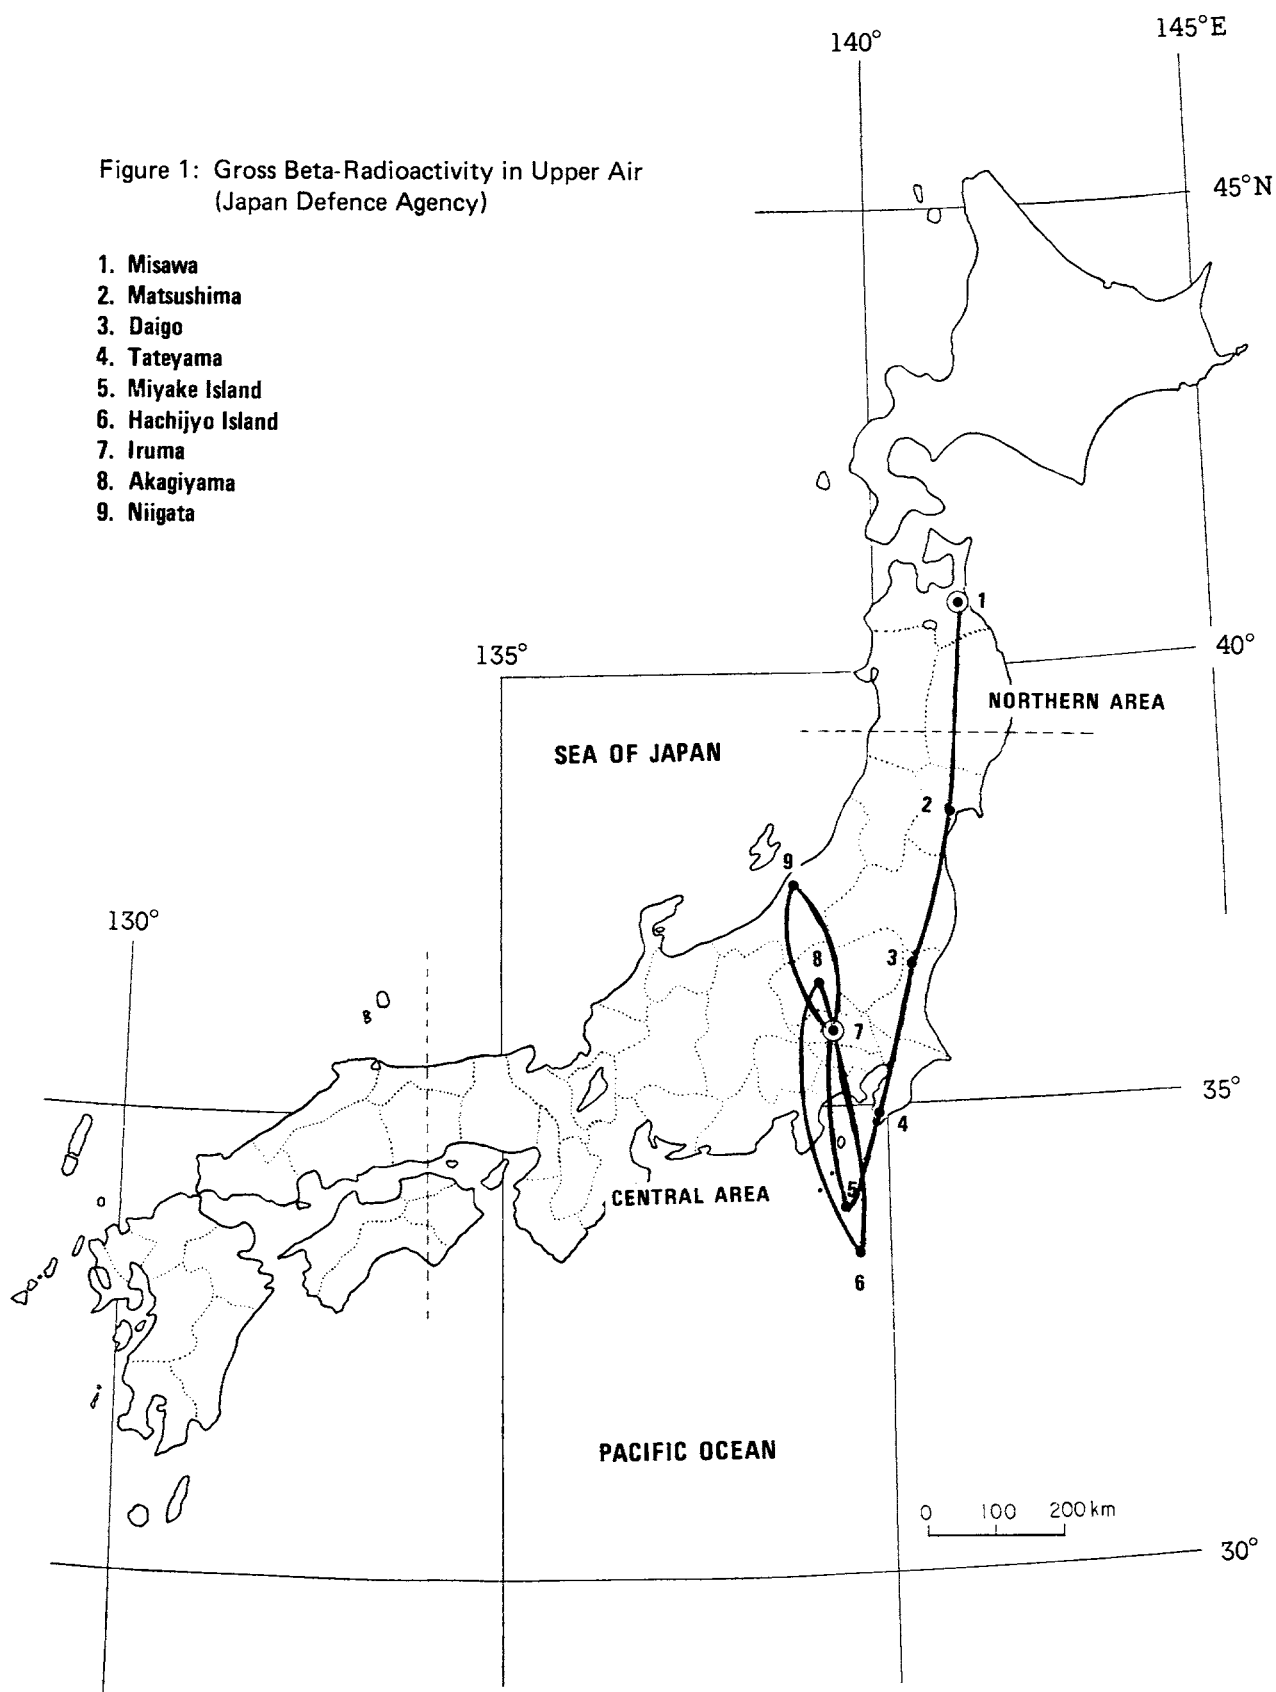 140°
145°E
Figure 1: Gross Beta-Radioactivity in Upper Air
(Japan Defence Agency)
45°N
1. Misawa
2. Matsushima
3. Daigo
4. Tateyama
5. Miyake Island
6. Hachijyo Island
7. Iruma
8. Akagiyama
9. Niigata
1
40°
135°
NORTHERN AREA
SEA OF JAPAN
2
9
130°
3
8
7
35°
4
CENTRAL AREA
5
6
PACIFIC OCEAN
0 100 200km
30°